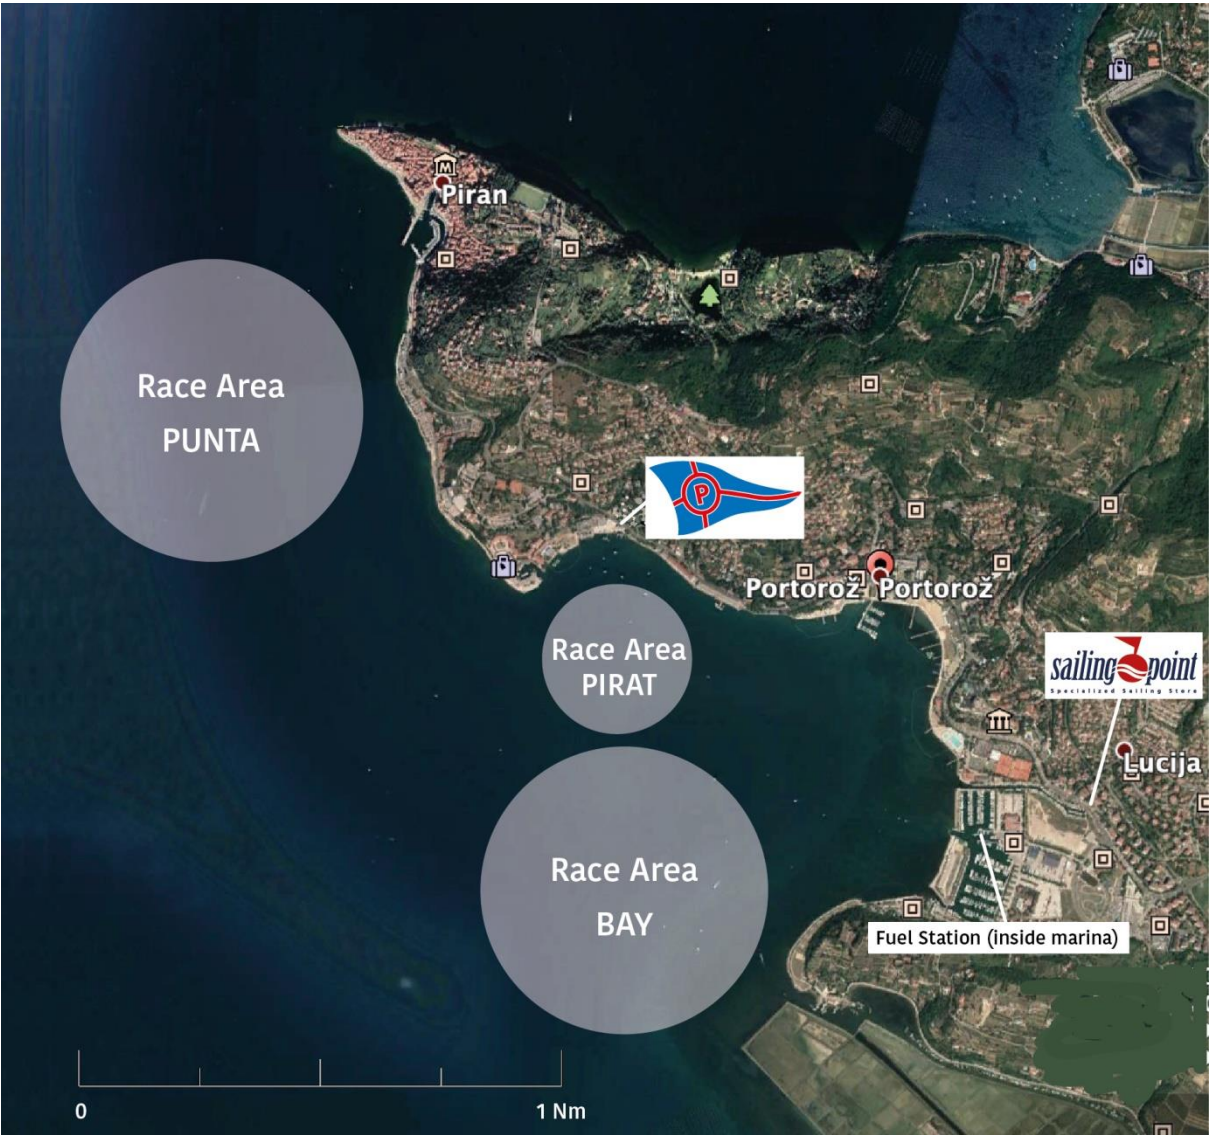 M
Piran
Race Area
PUNTA
P
Portorož
Portorož
Race Area
PIRAT
sailing point
Specialized Sailing Store
Lucija
Race Area
BAY
Fuel Station (inside marina)
0
1 Nm